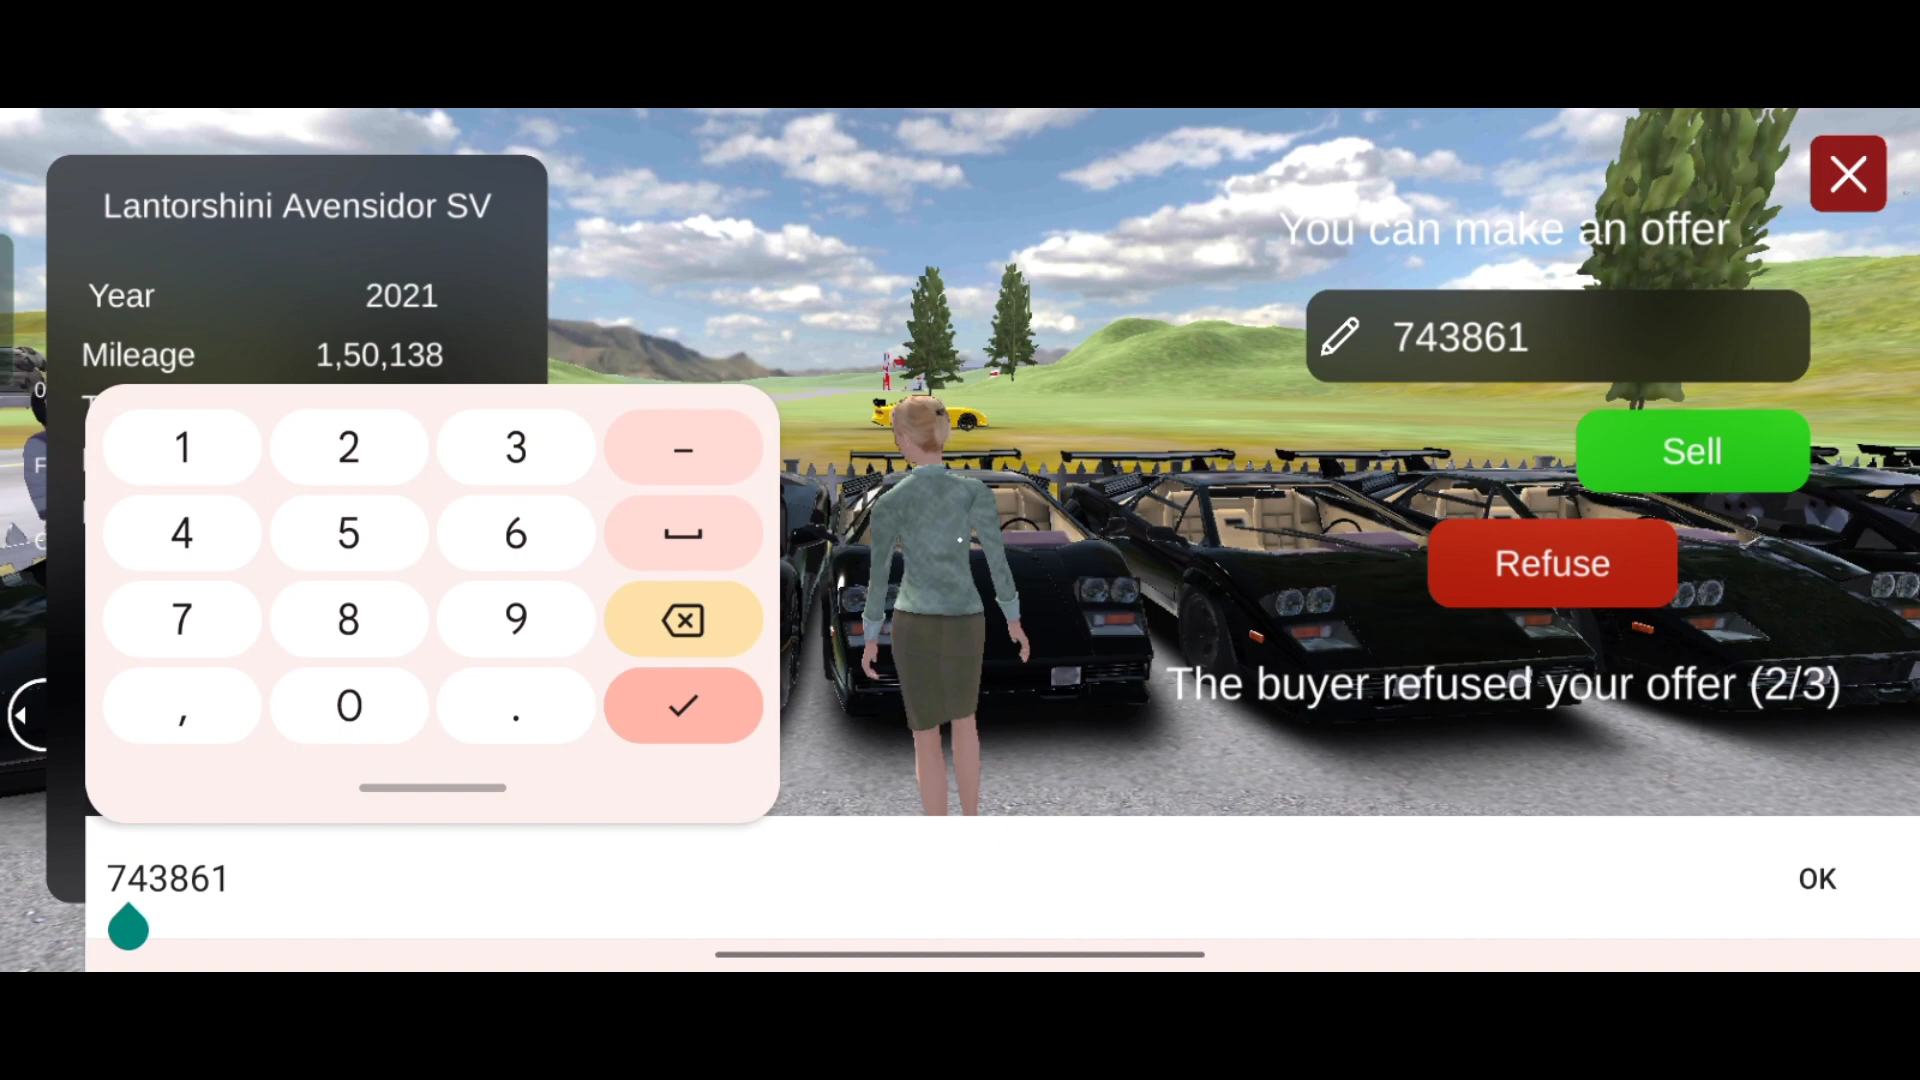 Lantorshini Avensidor SV
Year 2021
Mileage 1,50,138
You can make an offer
743861
Sell
Refuse
The buyer refused your offer (2/3)
1 2 3 –
4 5 6
7 8 9
, 0 .
743861
OK